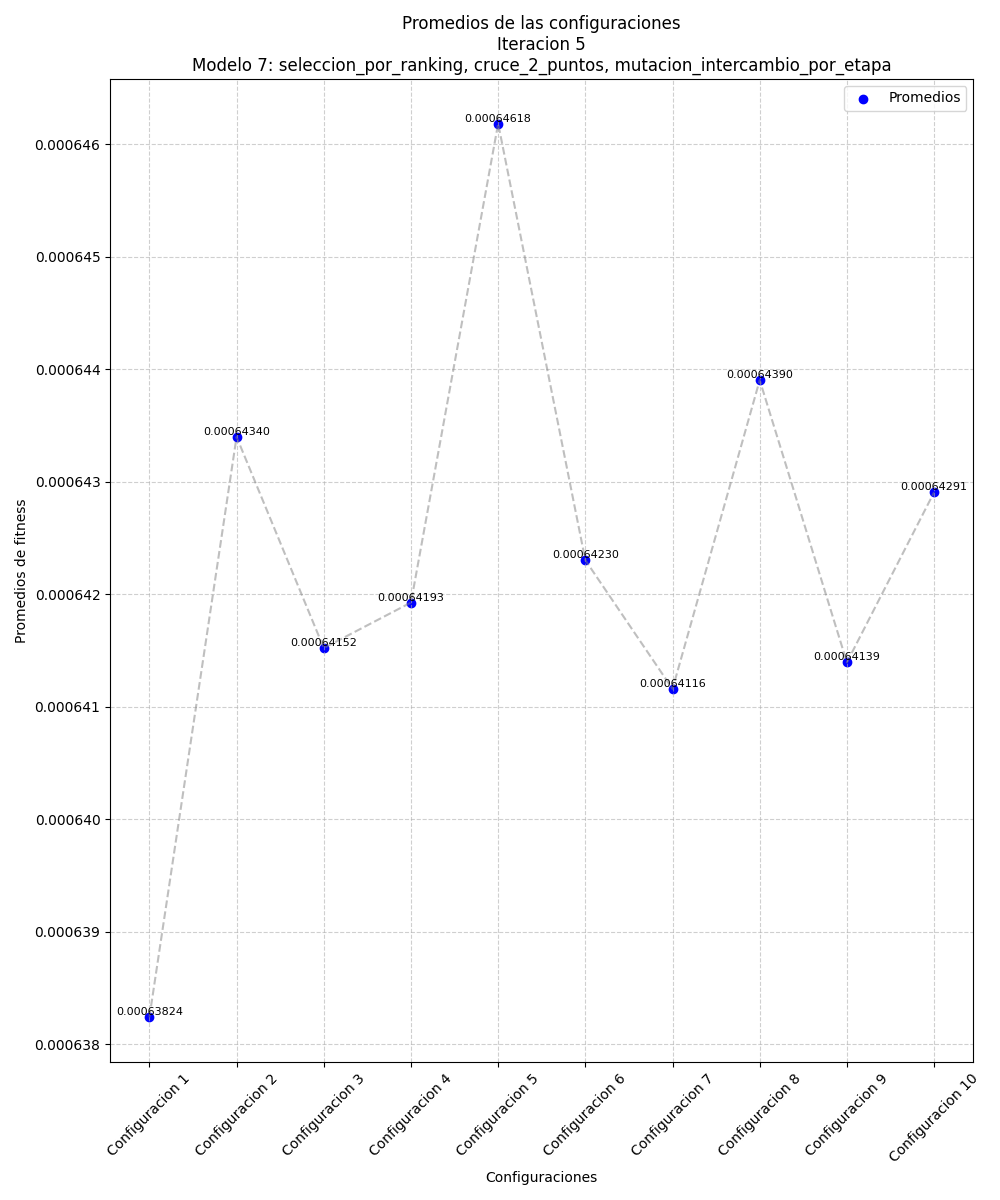 Promedios de las configuraciones
Iteracion 5
Modelo 7: seleccion_por_ranking, cruce_2_puntos, mutacion_intercambio_por_etapa
Promedios
0.00064618
0.000646
0.000645
0.000644
0.00064390
0.00064340
0.000643
0.00064291
0.00064230
0.000642
0.00064193
0.00064152
0.00064139
0.00064116
0.000641
0.000640
0.000639
0.00063824
0.000638
Promedios de fitness
Configuracion 1
Configuracion 2
Configuracion 3
Configuracion 4
Configuracion 5
Configuracion 6
Configuracion 7
Configuracion 8
Configuracion 9
Configuracion 10
Configuraciones